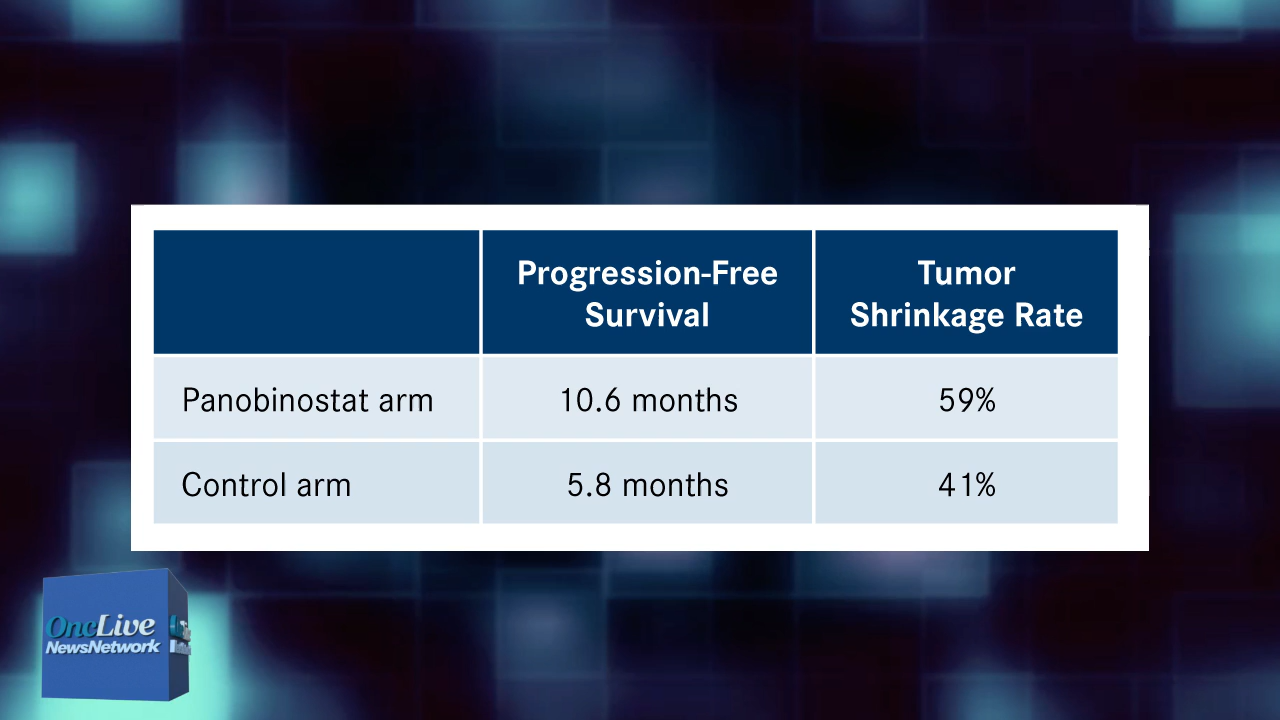 Progression-Free
Survival
Tumor
Shrinkage Rate
Panobinostat arm
10.6 months
59%
Control arm
5.8 months
41%
OncLive
NewsNetwork